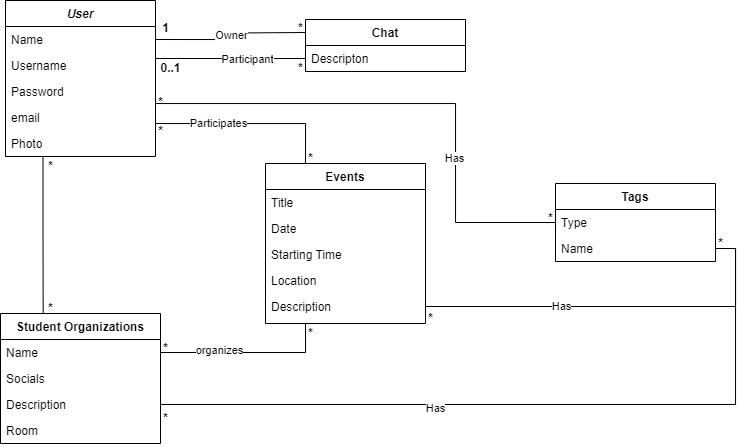 User
Name
Username
Password
email
Photo
1
Owner
*
Participant
0..1
*
Chat
Descripton
*
Participates
*
*
Has
*
Events
Title
Date
Starting Time
Location
Description
Tags
Type
Name
*
*
Has
*
*
*
Student Organizations
Name
Socials
Description
Room
*
organizes
*
*
Has